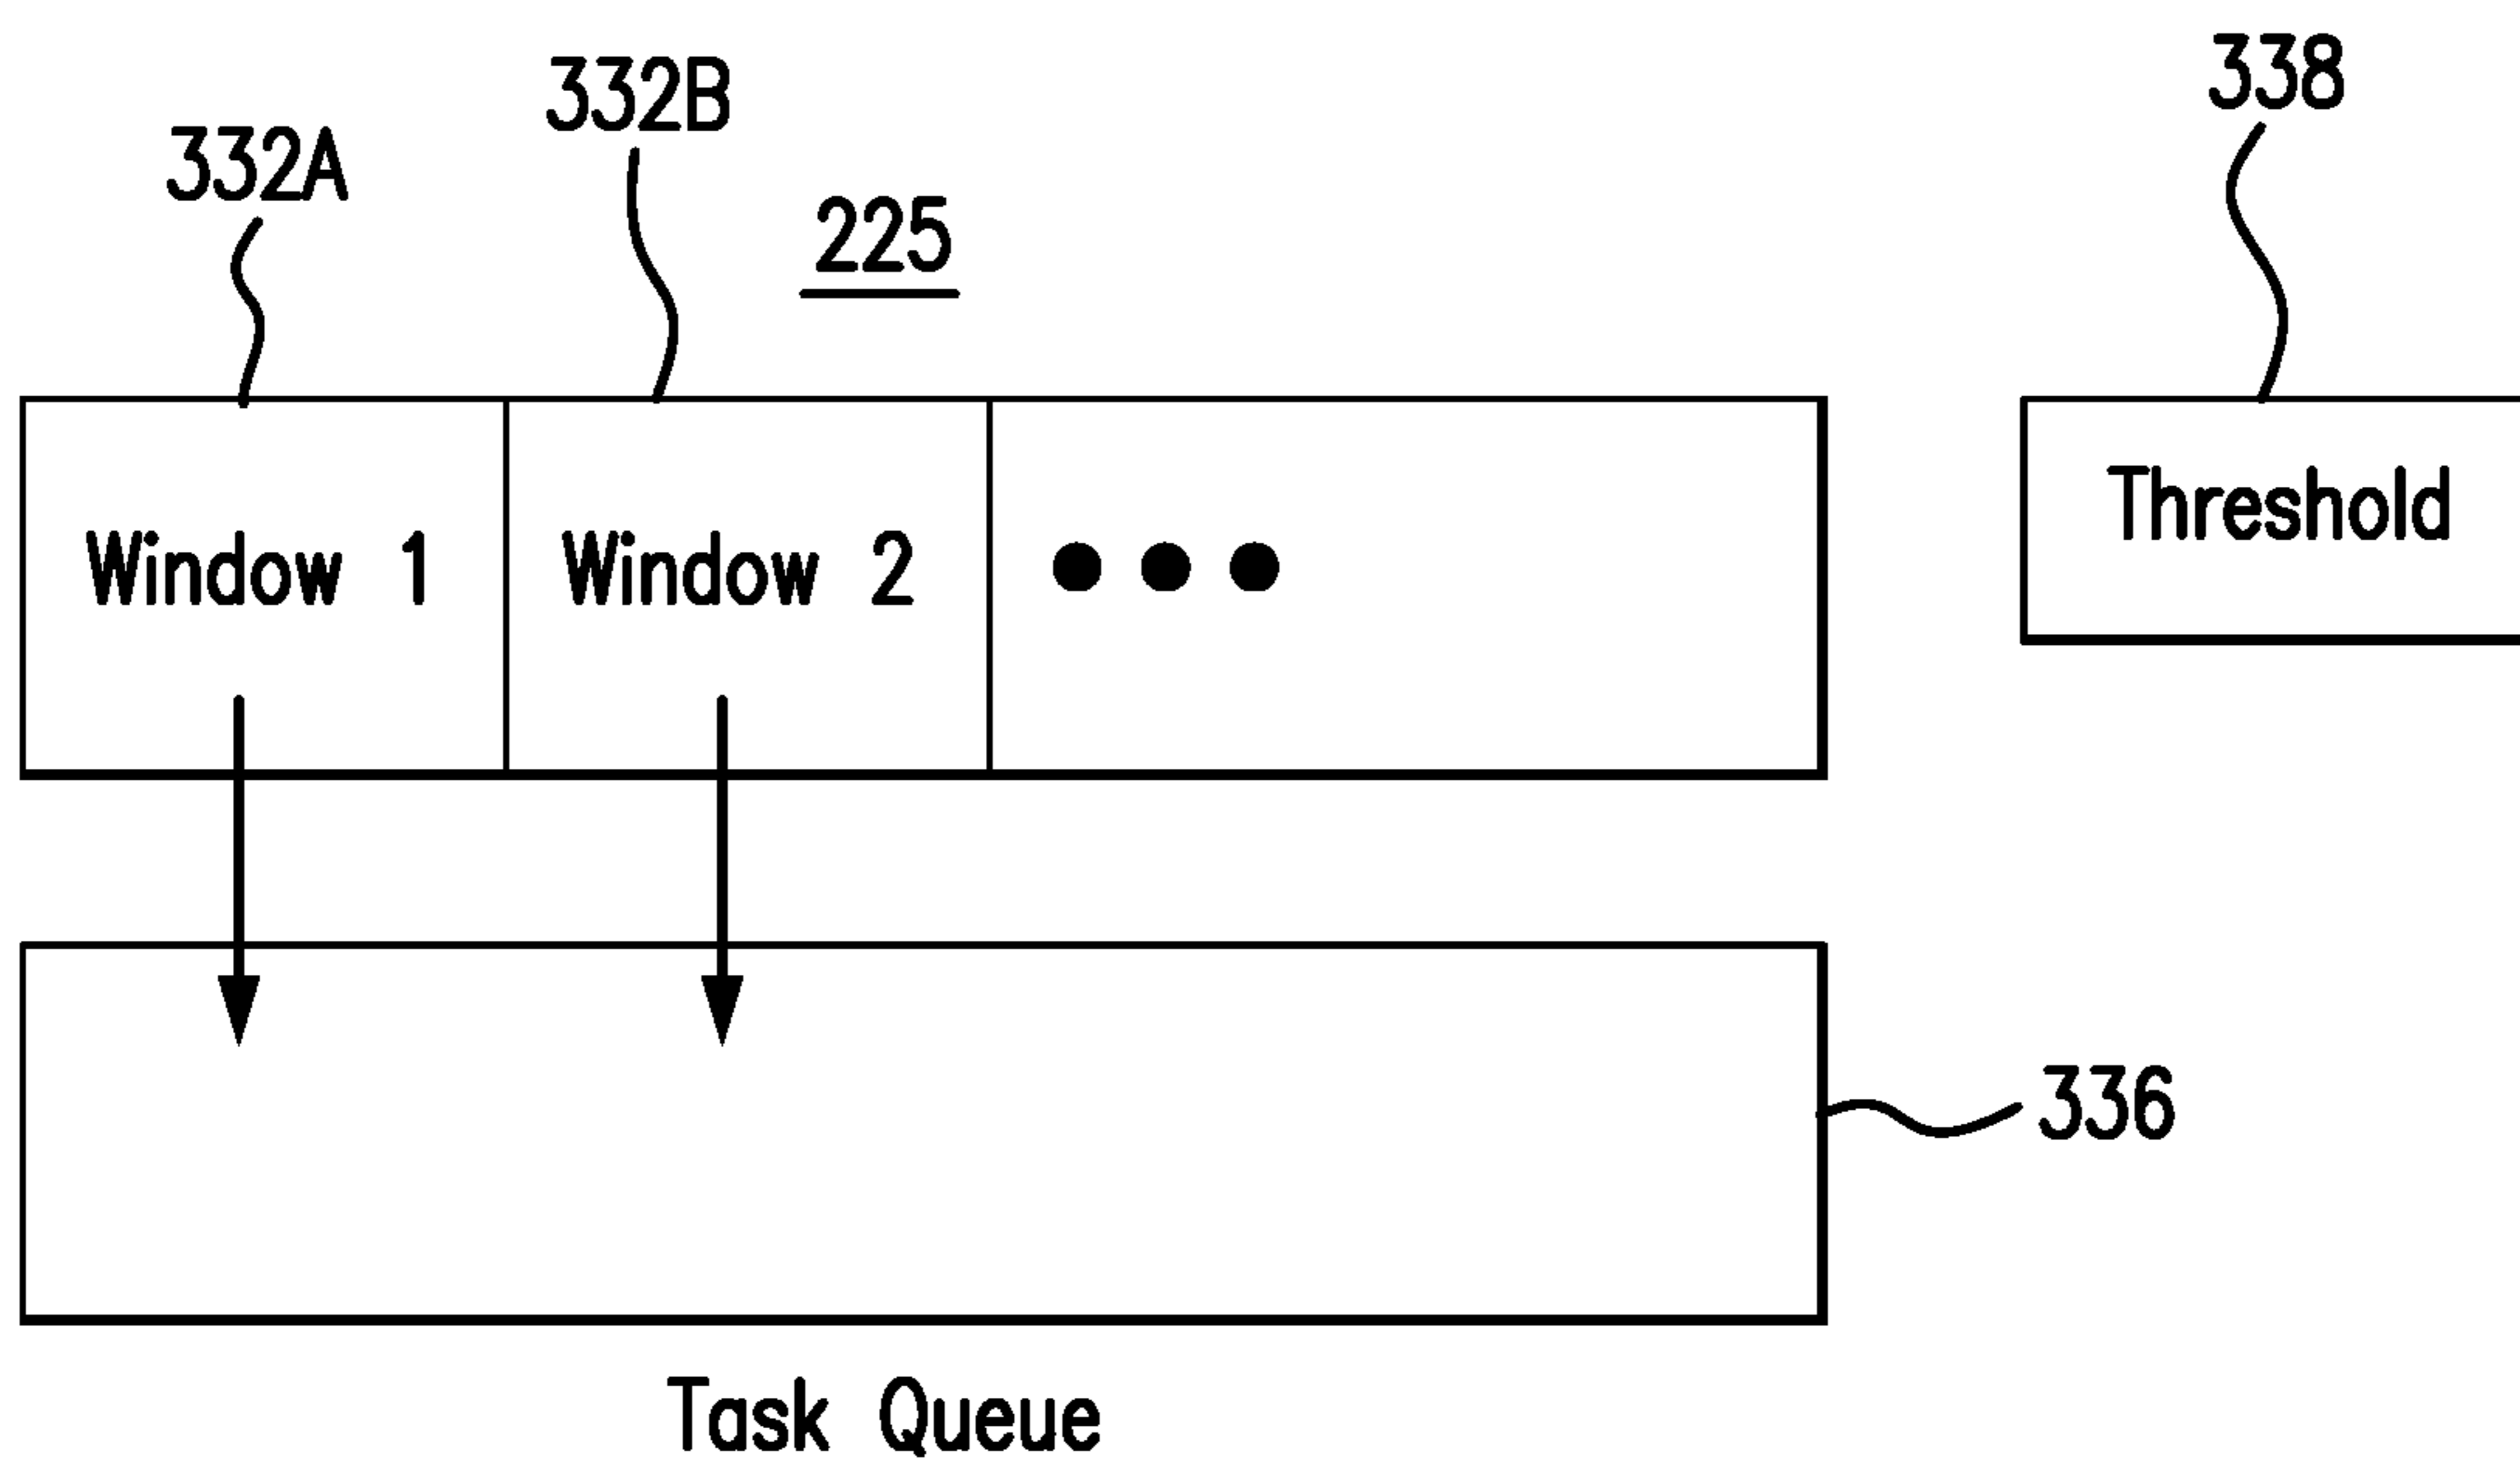 338
332B
332A
225
Threshold
Window 1 Window 2
336
Task Queue